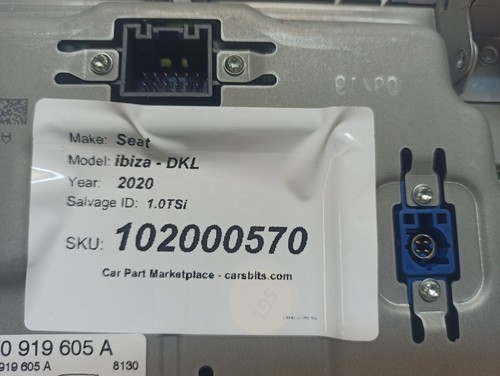 Make: Seat
Model: ibiza - DKL
Year: 2020
Salvage ID: 1.0TSi
SKU: 102000570
Car Part Marketplace - carsbits.com
0 919 605 A
919 605 A 8130
A